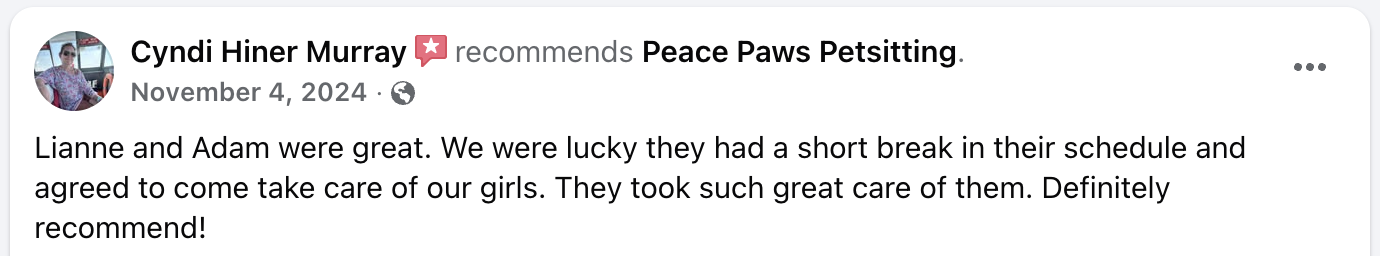 Cyndi Hiner Murray recommends Peace Paws Petsitting.
November 4, 2024 ·
Lianne and Adam were great. We were lucky they had a short break in their schedule and
agreed to come take care of our girls. They took such great care of them. Definitely
recommend!